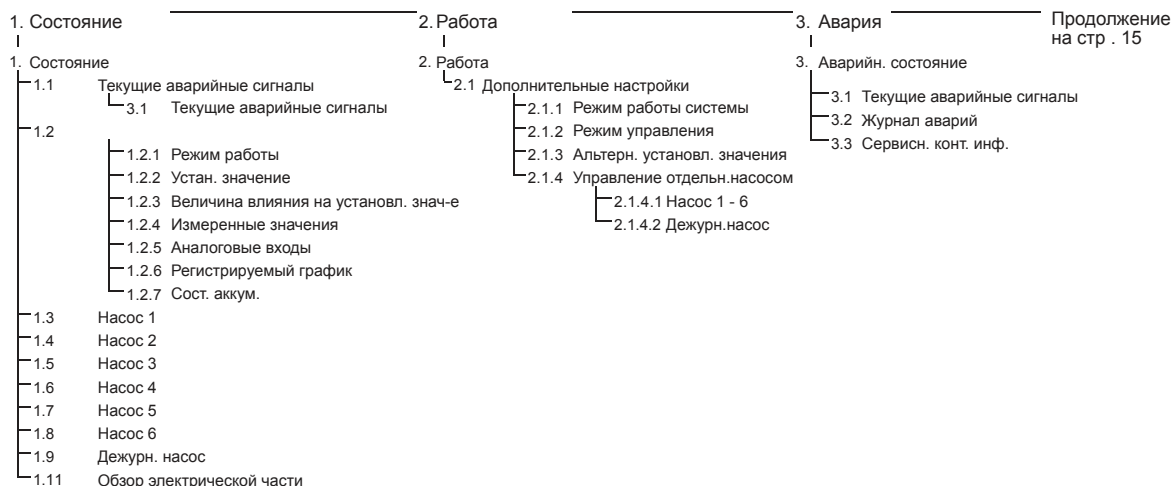 1. Состояние
2. Работа
3. Авария
Продолжение
на стр . 15
1. Состояние
1.1 Текущие аварийные сигналы
3.1 Текущие аварийные сигналы
1.2
1.2.1 Режим работы
1.2.2 Устан. значение
1.2.3 Величина влияния на установл. знач-е
1.2.4 Измеренные значения
1.2.5 Аналоговые входы
1.2.6 Регистрируемый график
1.2.7 Сост. аккум.
1.3 Насос 1
1.4 Насос 2
1.5 Насос 3
1.6 Насос 4
1.7 Насос 5
1.8 Насос 6
1.9 Дежурн. насос
1.11 Обзор электрической части
2. Работа
2.1 Дополнительные настройки
2.1.1 Режим работы системы
2.1.2 Режим управления
2.1.3 Альтерн. установл. значения
2.1.4 Управление отдельн.насосом
2.1.4.1 Насос 1 - 6
2.1.4.2 Дежурн.насос
3. Аварийн. состояние
3.1 Текущие аварийные сигналы
3.2 Журнал аварий
3.3 Сервисн. конт. инф.